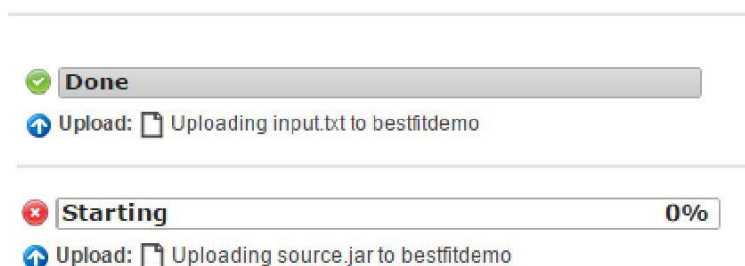 Done
Upload: Uploading input.txt to bestfitdemo
Starting 0%
Upload: Uploading source.jar to bestfitdemo